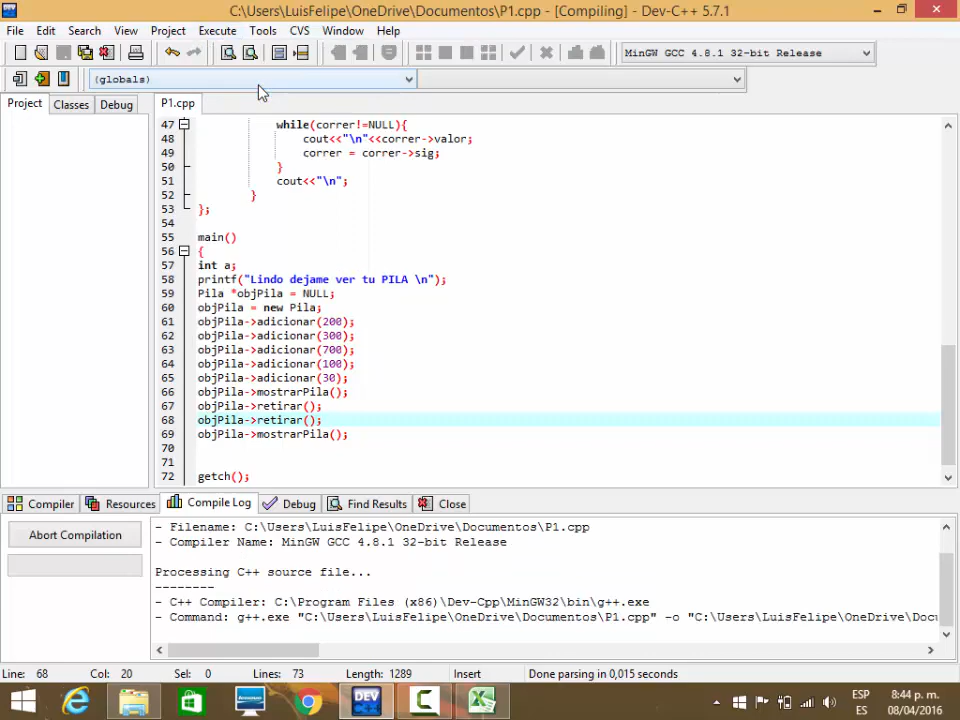 C:\Users\LuisFelipe\OneDrive\Documentos\P1.cpp - [Compiling] - Dev-C++ 5.7.1
File Edit Search View Project Execute Tools CVS Window Help
MinGW GCC 4.8.1 32-bit Release
(globals)
Project Classes Debug P1.cpp
47 while(correr!=NULL){
48 cout<<"\n"<<correr->valor;
49 correr = correr->sig;
50 }
51 cout<<"\n";
52 }
53 };
54
55 main()
56 {
57 int a;
58 printf("Lindo dejame ver tu PILA \n");
59 Pila *objPila = NULL;
60 objPila = new Pila;
61 objPila->adicionar(200);
62 objPila->adicionar(300);
63 objPila->adicionar(700);
64 objPila->adicionar(100);
65 objPila->adicionar(30);
66 objPila->mostrarPila();
67 objPila->retirar();
68 objPila->retirar();
69 objPila->mostrarPila();
70
71
72 getch();
Compiler Resources Compile Log Debug Find Results Close
Abort Compilation
- Filename: C:\Users\LuisFelipe\OneDrive\Documentos\P1.cpp
- Compiler Name: MinGW GCC 4.8.1 32-bit Release
Processing C++ source file...
--------
- C++ Compiler: C:\Program Files (x86)\Dev-Cpp\MinGW32\bin\g++.exe
- Command: g++.exe "C:\Users\LuisFelipe\OneDrive\Documentos\P1.cpp" -o "C:\Users\LuisFelipe\OneDrive\Docu
Line: 68 Col: 20 Sel: 0 Lines: 73 Length: 1289 Insert Done parsing in 0,015 seconds
DEV
ESP
ES
8:44 p. m.
08/04/2016